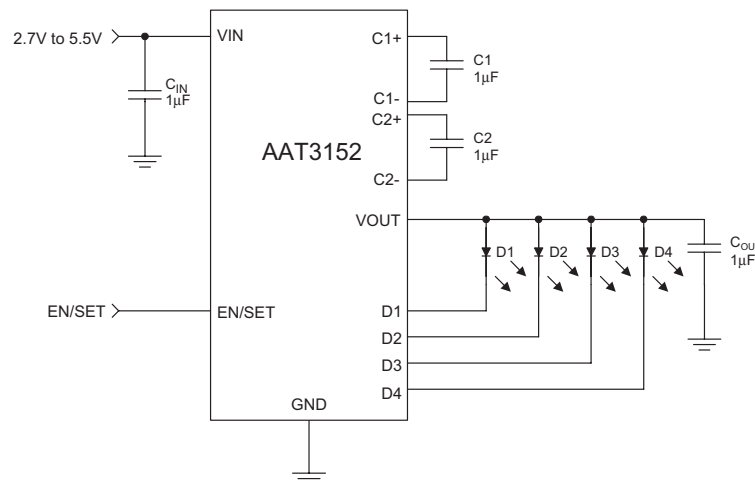 2.7V to 5.5V
VIN
C1+
C1
1µF
CIN
1µF
C1-
C2+
AAT3152
C2
1µF
C2-
VOUT
D1
D2
D3
D4
COU
1µF
EN/SET
EN/SET
D1
D2
D3
D4
GND